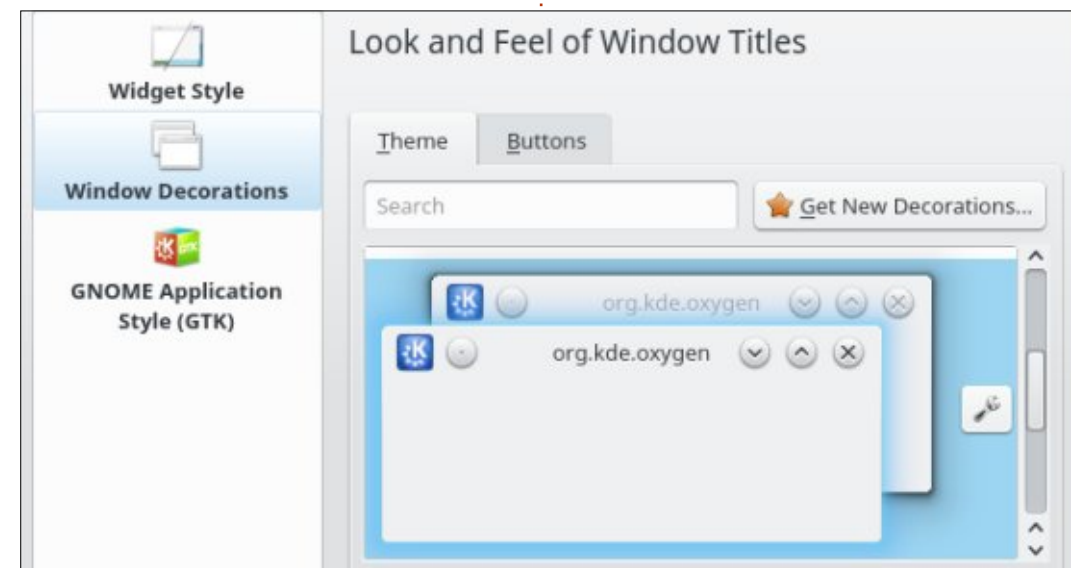 Widget Style
Window Decorations
GNOME Application
Style (GTK)
Look and Feel of Window Titles
Theme
Buttons
Search
Get New Decorations...
org.kde.oxygen
org.kde.oxygen